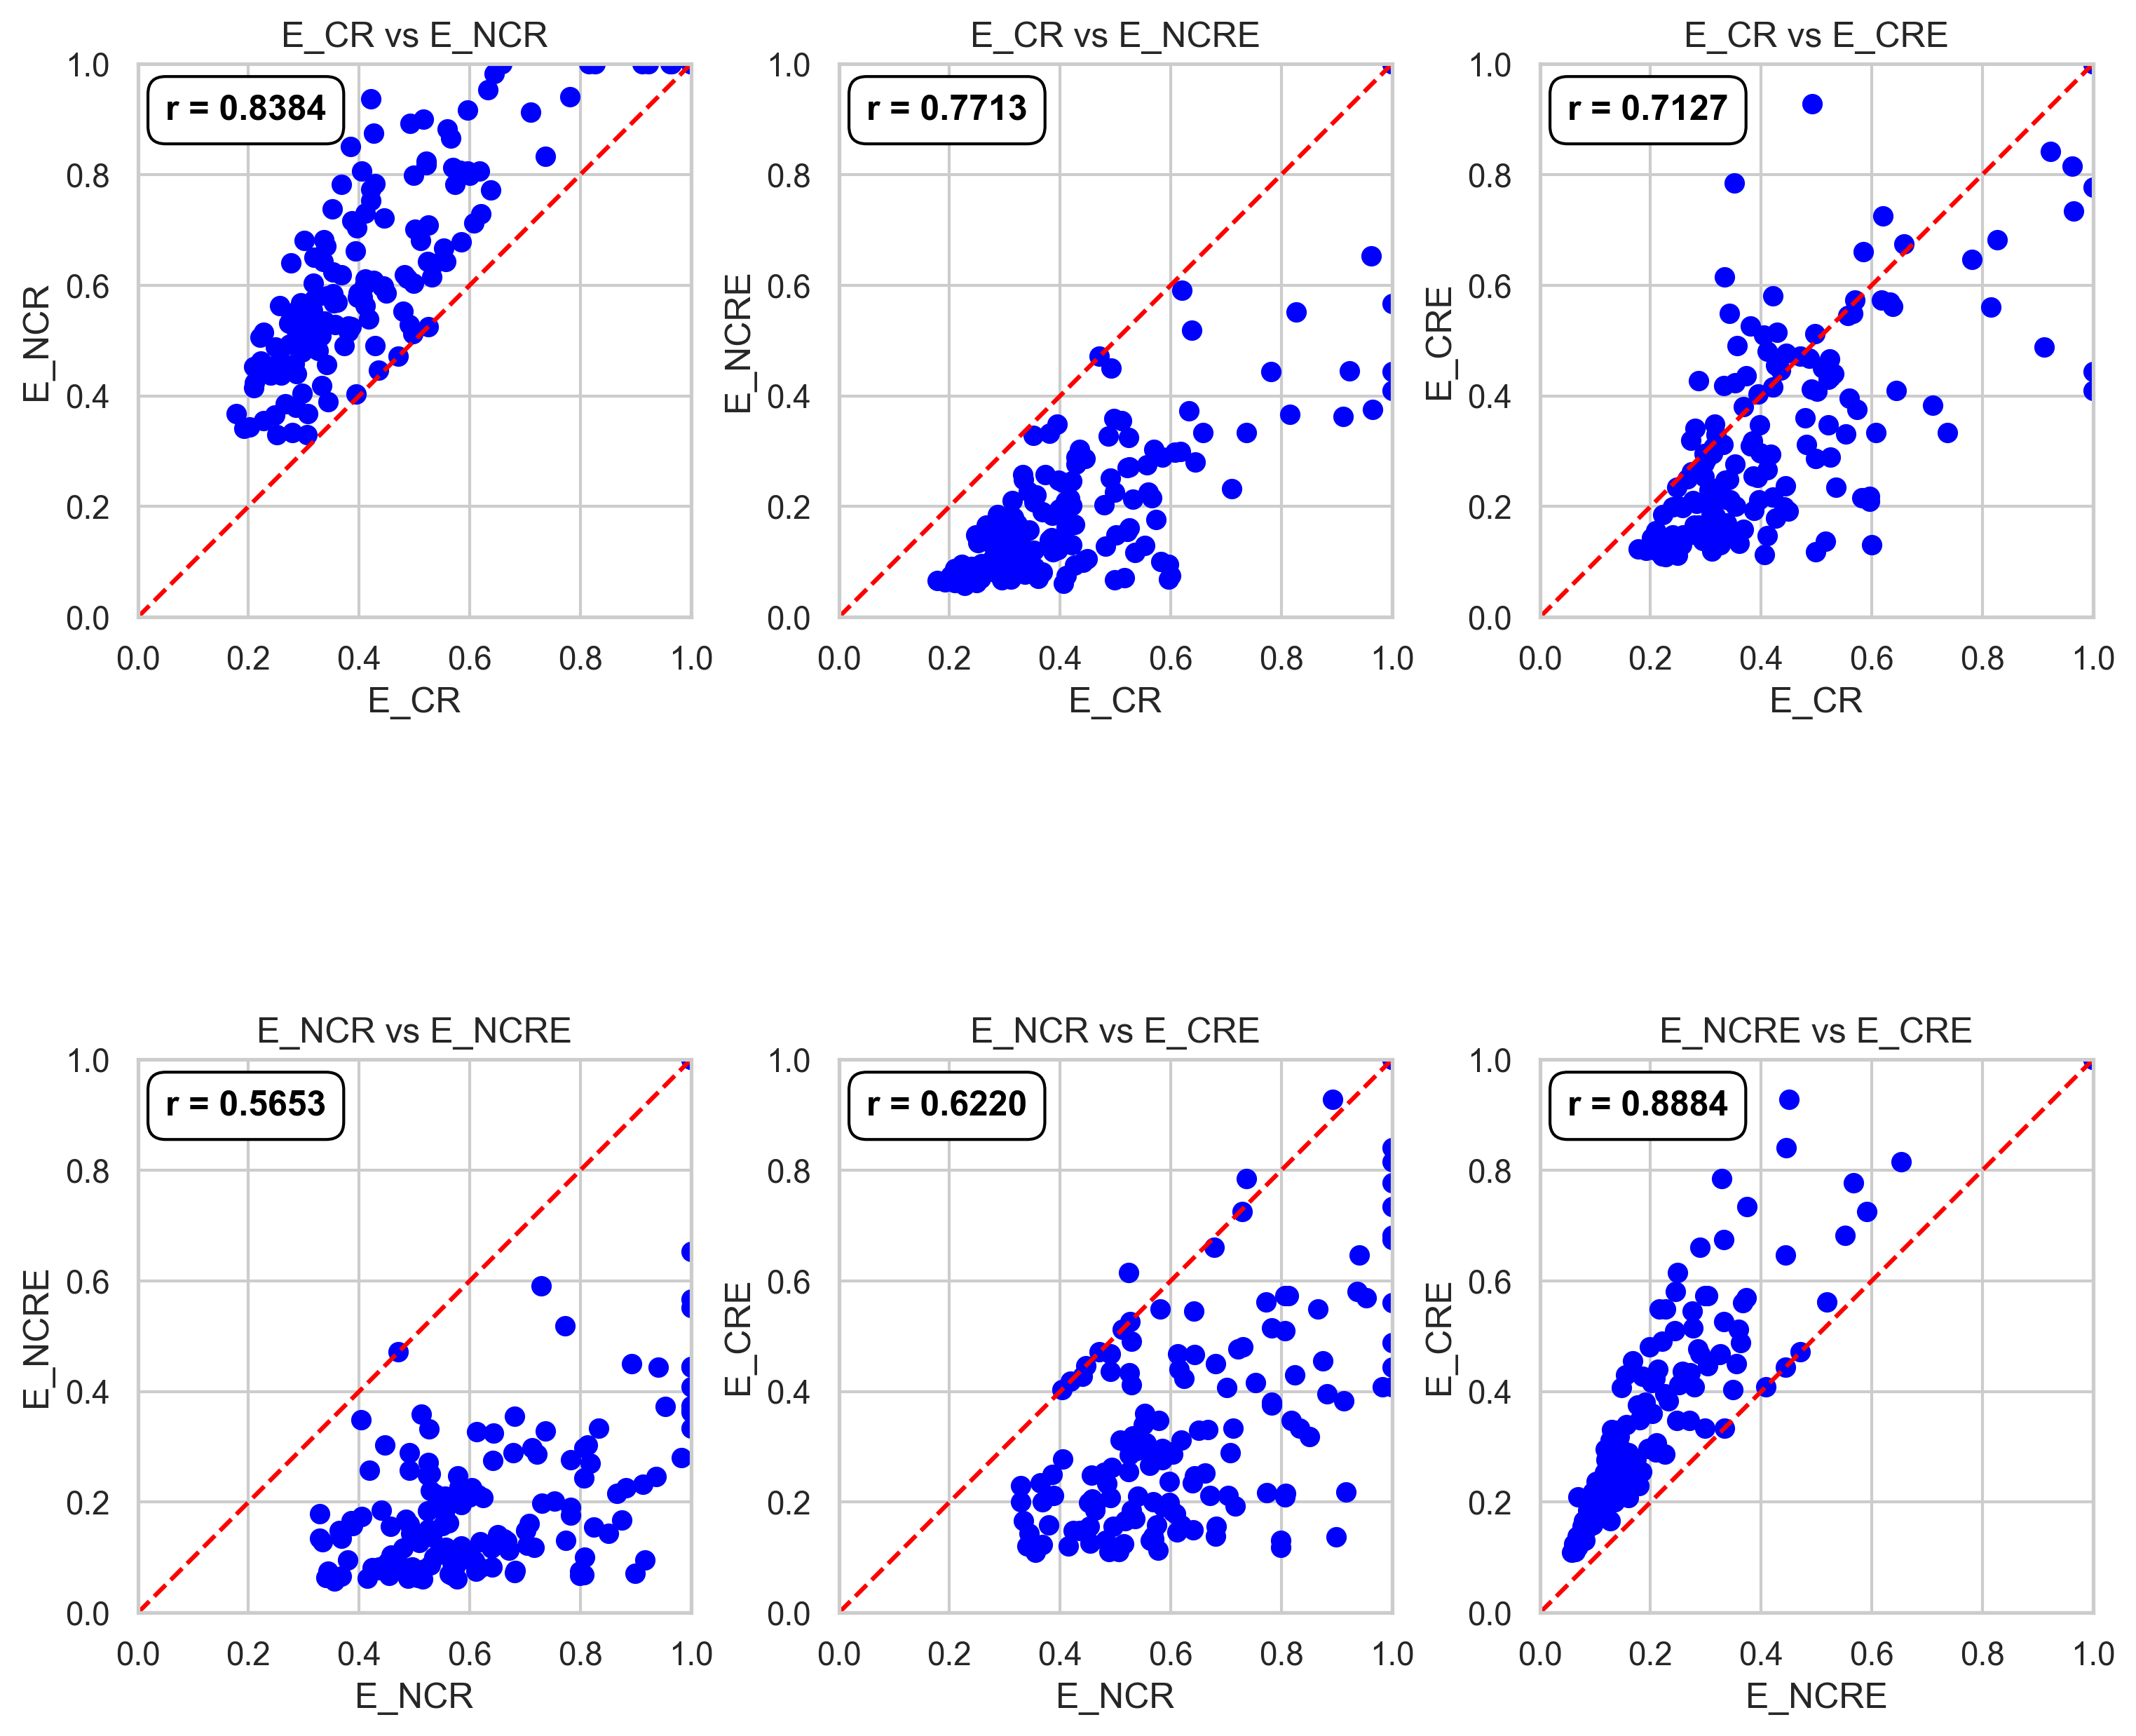 E_CR vs E_NCR
E_CR vs E_NCRE
E_CR vs E_CRE
r = 0.8384
r = 0.7713
r = 0.7127
1.0
0.8
0.6
0.4
0.2
0.0
E_NCR
0.0 0.2 0.4 0.6 0.8 1.0
E_CR
1.0
0.8
0.6
0.4
0.2
0.0
E_NCRE
0.0 0.2 0.4 0.6 0.8 1.0
E_CR
1.0
0.8
0.6
0.4
0.2
0.0
E_CRE
0.0 0.2 0.4 0.6 0.8 1.0
E_CR
E_NCR vs E_NCRE
E_NCR vs E_CRE
E_NCRE vs E_CRE
r = 0.5653
r = 0.6220
r = 0.8884
1.0
0.8
0.6
0.4
0.2
0.0
E_NCRE
0.0 0.2 0.4 0.6 0.8 1.0
E_NCR
1.0
0.8
0.6
0.4
0.2
0.0
E_CRE
0.0 0.2 0.4 0.6 0.8 1.0
E_NCR
1.0
0.8
0.6
0.4
0.2
0.0
E_CRE
0.0 0.2 0.4 0.6 0.8 1.0
E_NCRE